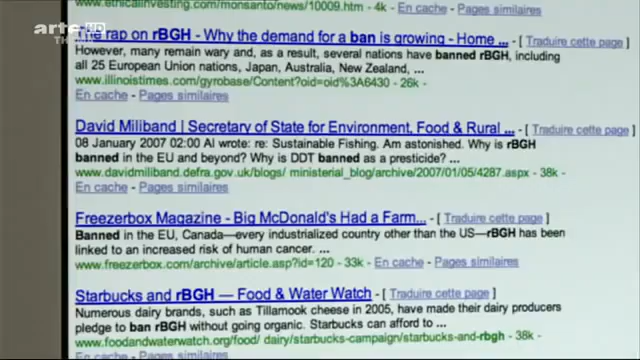 www.ethicalinvesting.com/monsanto/news/10009.htm - 4k - En cache - Pages similaires
arte HD
The rap on rBGH - Why the demand for a ban is growing - Home ... - [ Traduire cette page ]
However, many remain wary and, as a result, several nations have banned rBGH, including
all 25 European Union nations, Japan, Australia, New Zealand, ...
www.illinoistimes.com/gyrobase/Content?oid=oid%3A6430 - 26k -
En cache - Pages similaires
David Miliband | Secretary of State for Environment, Food & Rural ... - [ Traduire cette page ]
08 January 2007 02:00 Al wrote: re: Sustainable Fishing. Am astonished. Why is rBGH
banned in the EU and beyond? Why is DDT banned as a presticide? ...
www.davidmiliband.defra.gov.uk/blogs/ ministerial_blog/archive/2007/01/05/4287.aspx - 38k -
En cache - Pages similaires
Freezerbox Magazine - Big McDonald's Had a Farm... - [ Traduire cette page ]
Banned in the EU, Canada—every industrialized country other than the US—rBGH has been
linked to an increased risk of human cancer. ...
www.freezerbox.com/archive/article.asp?id=120 - 33k - En cache - Pages similaires
Starbucks and rBGH — Food & Water Watch - [ Traduire cette page ]
Numerous dairy brands, such as Tillamook cheese in 2005, have made their dairy producers
pledge to ban rBGH without going organic. Starbucks can afford to ...
www.foodandwaterwatch.org/food/ dairy/starbucks-campaign/starbucks-and-rbgh - 38k -
En cache - Pages similaires